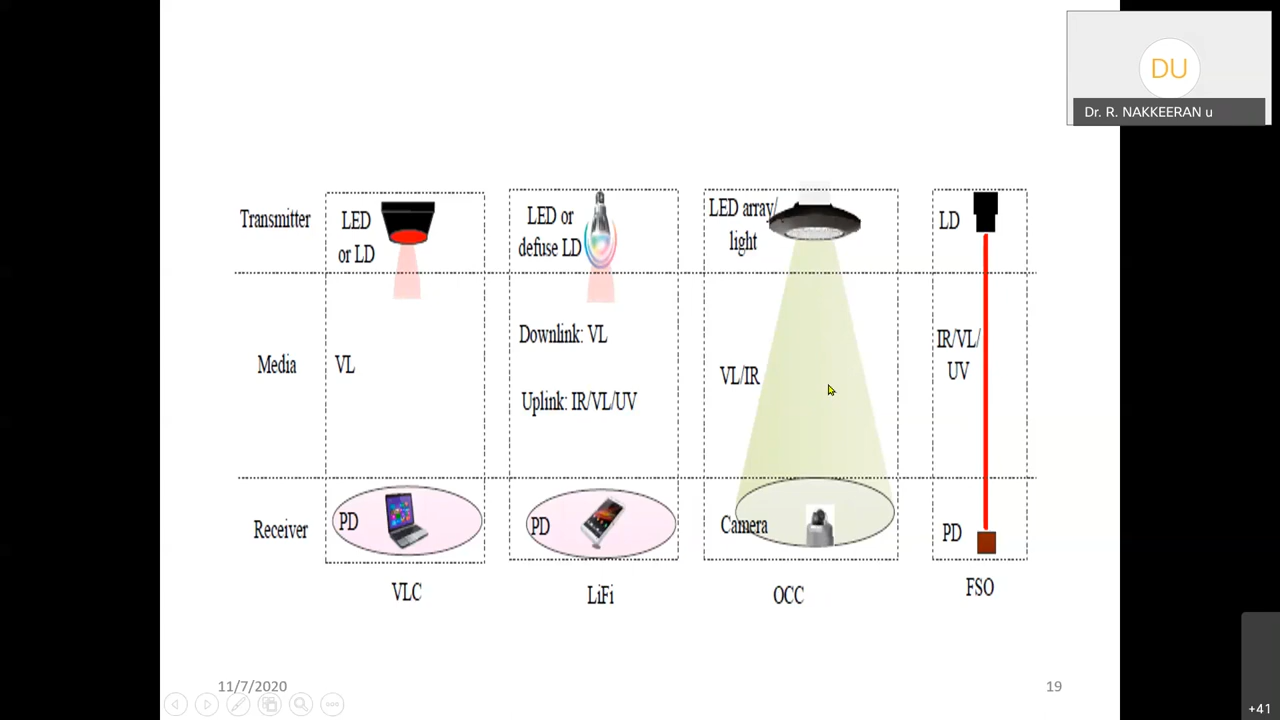 DU
Dr. R. NAKKEERAN u
Transmitter
LED
or LD
LED or
defuse LD
LED array/
light
LD
Media
VL
Downlink: VL
Uplink: IR/VL/UV
VL/IR
IR/VL/
UV
Receiver
PD
PD
Camera
PD
VLC
LiFi
OCC
FSO
11/7/2020
19
+41